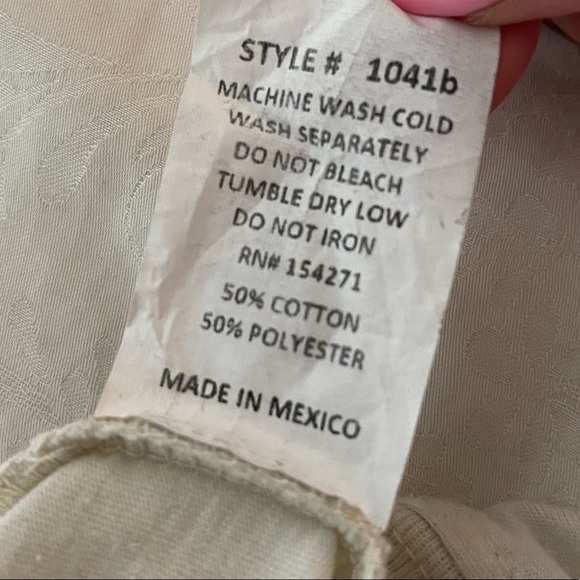 STYLE # 1041b
MACHINE WASH COLD
WASH SEPARATELY
DO NOT BLEACH
TUMBLE DRY LOW
DO NOT IRON
RN# 154271
50% COTTON
50% POLYESTER
MADE IN MEXICO